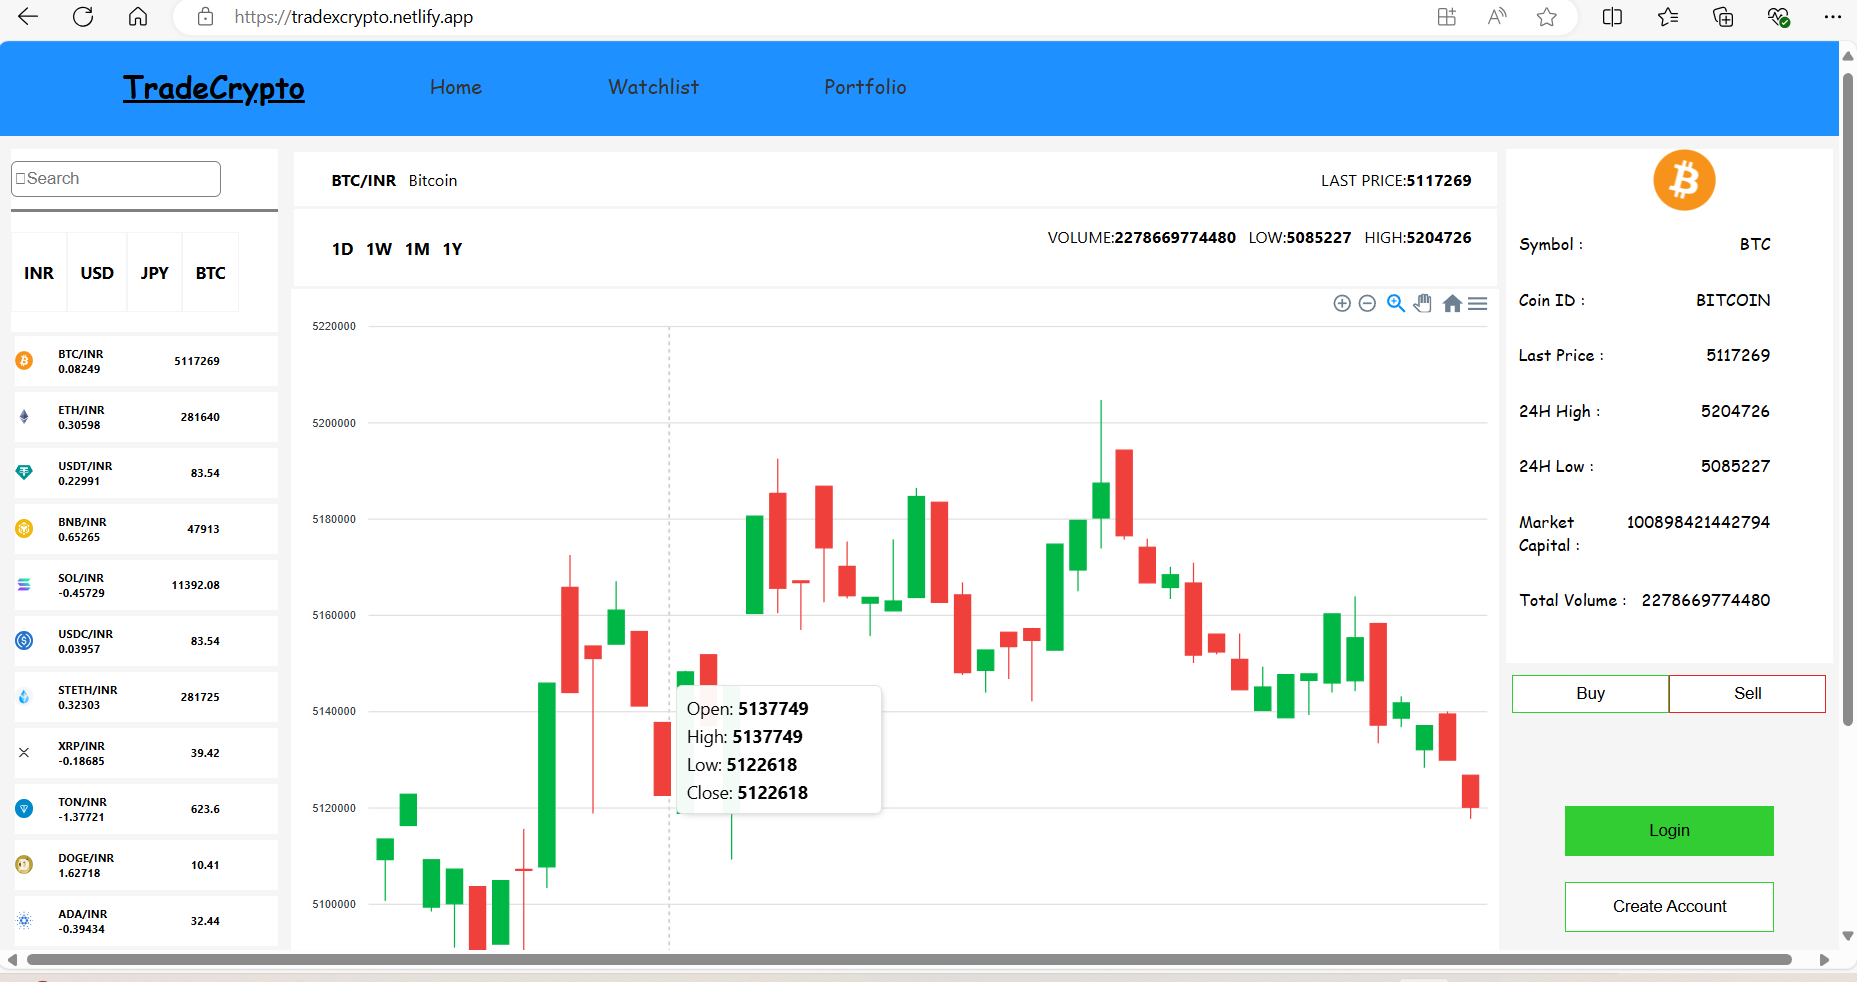 https://tradexcrypto.netlify.app
TradeCrypto
Home
Watchlist
Portfolio
Search
INR USD JPY BTC
BTC/INR
0.08249
5117269
ETH/INR
0.30598
281640
USDT/INR
0.22991
83.54
BNB/INR
0.65265
47913
SOL/INR
-0.45729
11392.08
USDC/INR
0.03957
83.54
STETH/INR
0.32303
281725
XRP/INR
-0.18685
39.42
TON/INR
-1.37721
623.6
DOGE/INR
1.62718
10.41
ADA/INR
-0.39434
32.44
BTC/INR Bitcoin
LAST PRICE:5117269
1D 1W 1M 1Y
VOLUME:2278669774480 LOW:5085227 HIGH:5204726
5220000
5200000
5180000
5160000
5140000
5120000
5100000
Open: 5137749
High: 5137749
Low: 5122618
Close: 5122618
Symbol : BTC
Coin ID : BITCOIN
Last Price : 5117269
24H High : 5204726
24H Low : 5085227
Market 100898421442794
Capital :
Total Volume : 2278669774480
Buy
Sell
Login
Create Account